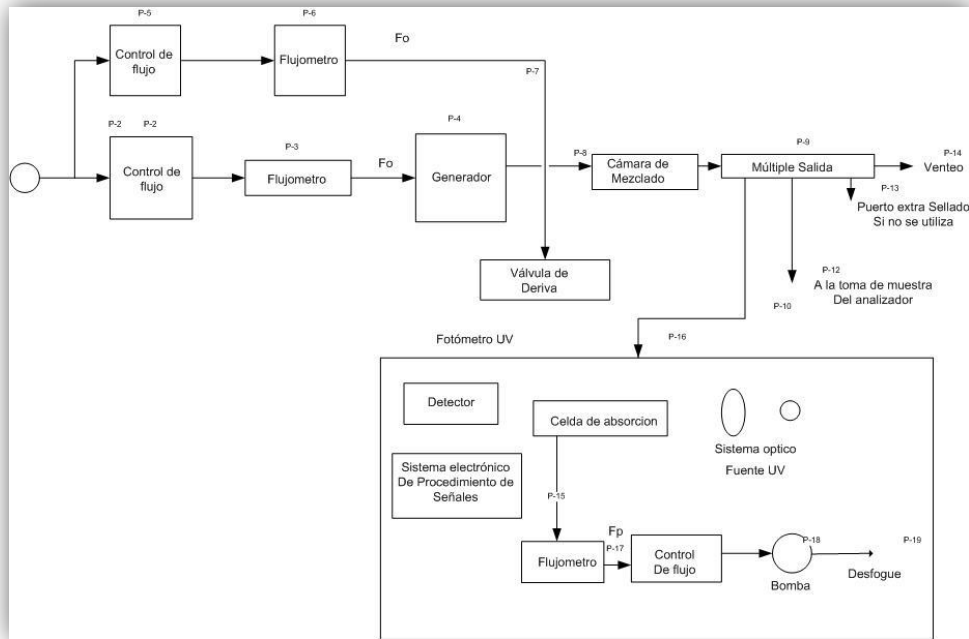 P-5
P-6
Control de
flujo
Flujometro
Fo
P-7
P-2
P-2
P-3
P-4
Control de
flujo
Flujometro
Fo
Generador
P-8
Cámara de
Mezclado
P-9
Múltiple Salida
P-14
Venteo
P-13
Puerto extra Sellado
Si no se utiliza
Válvula de
Deriva
P-12
A la toma de muestra
Del analizador
P-10
P-16
Fotómetro UV
Detector
Celda de absorcion
Sistema optico
Fuente UV
Sistema electrónico
De Procedimiento de
Señales
P-15
Flujometro
Fp
P-17
Control
De flujo
P-18
Bomba
P-19
Desfogue